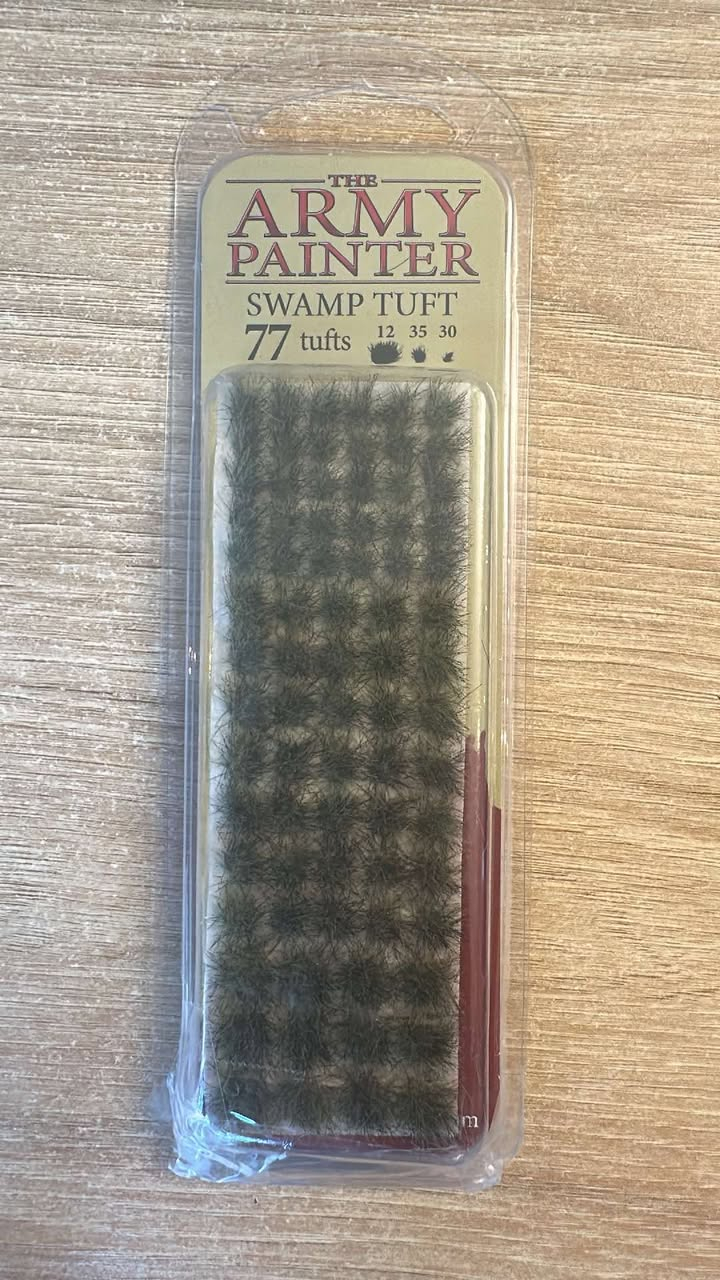 THE
ARMY
PAINTER
SWAMP TUFT
77 tufts 12 35 30
m